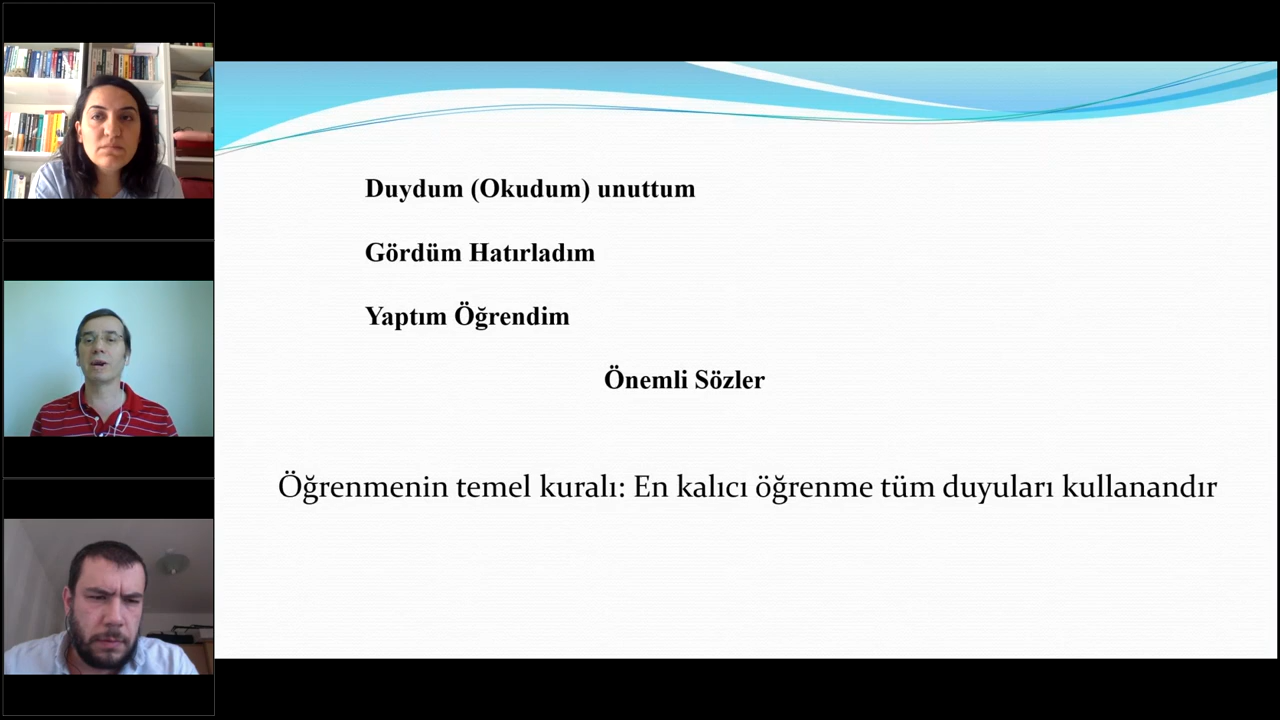 Duydum (Okudum) unuttum
Gördüm Hatırladım
Yaptım Öğrendim
Önemli Sözler
Öğrenmenin temel kuralı: En kalıcı öğrenme tüm duyuları kullanandır